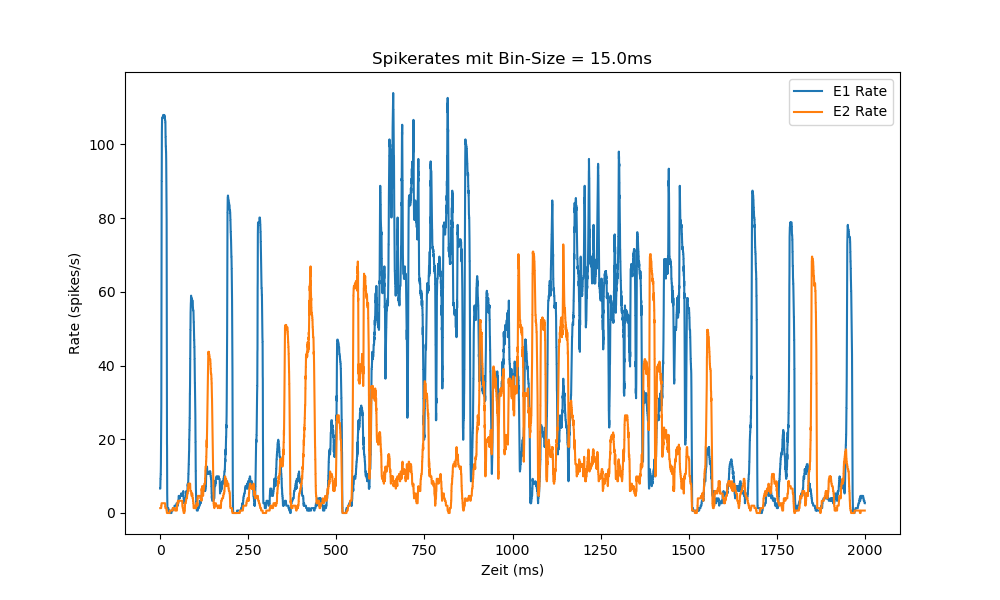 Spikerates mit Bin-Size = 15.0ms
E1 Rate
E2 Rate
Rate (spikes/s)
100
80
60
40
20
0
0 250 500 750 1000 1250 1500 1750 2000
Zeit (ms)